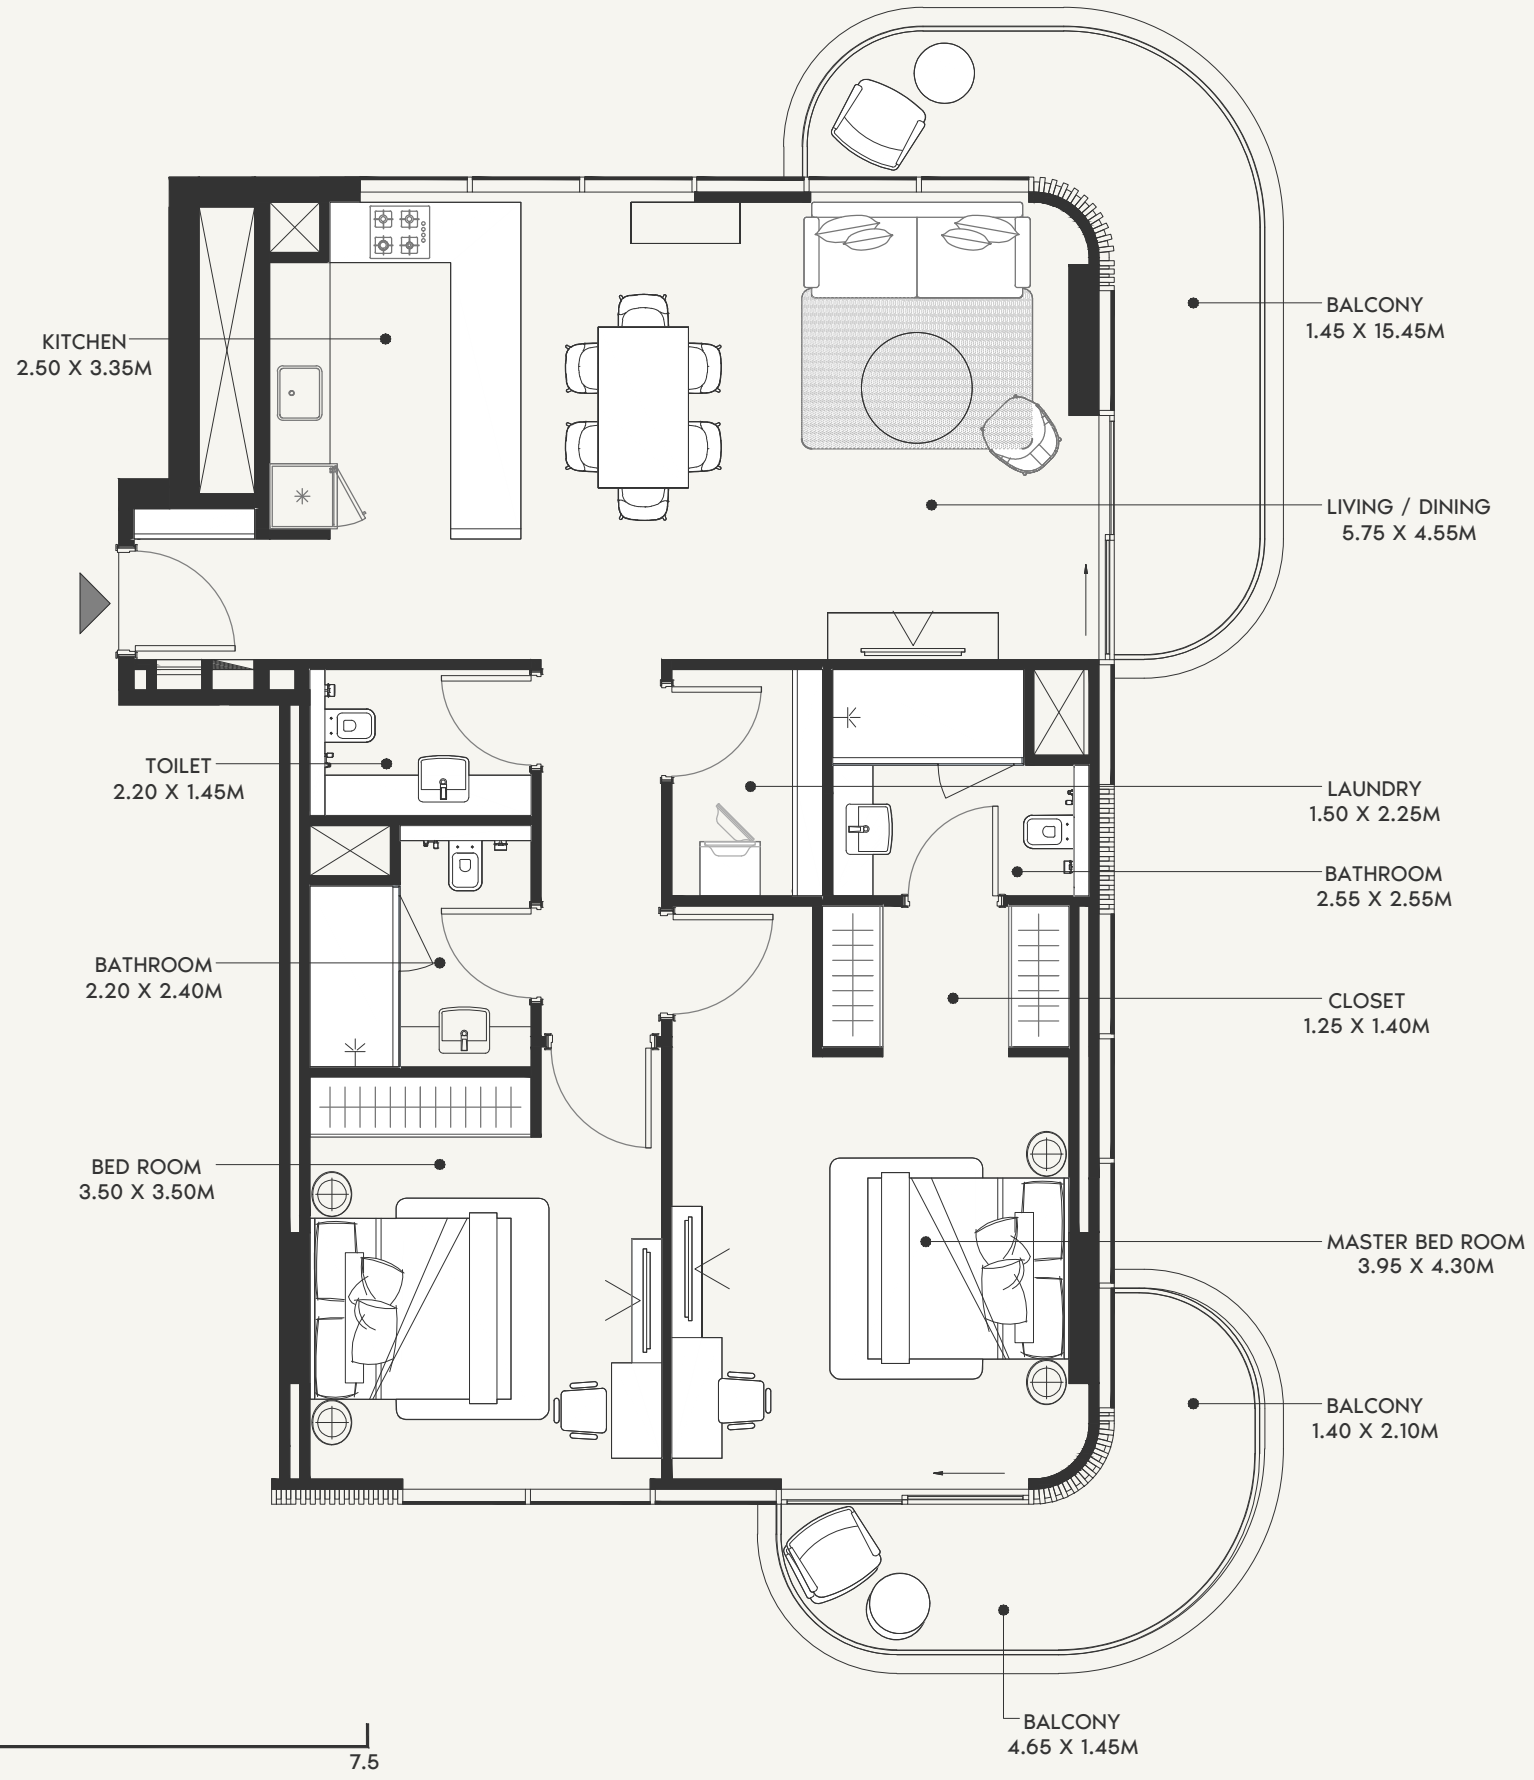 BALCONY
1.45 X 15.45M
KITCHEN
2.50 X 3.35M
LIVING / DINING
5.75 X 4.55M
TOILET
2.20 X 1.45M
LAUNDRY
1.50 X 2.25M
BATHROOM
2.55 X 2.55M
BATHROOM
2.20 X 2.40M
CLOSET
1.25 X 1.40M
BED ROOM
3.50 X 3.50M
MASTER BED ROOM
3.95 X 4.30M
BALCONY
1.40 X 2.10M
BALCONY
4.65 X 1.45M
7.5